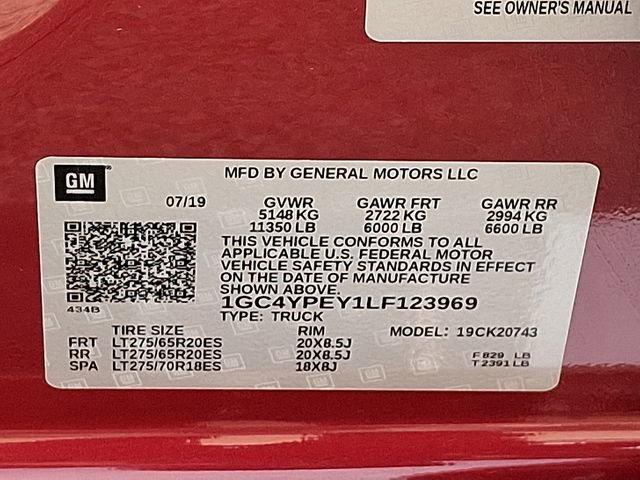 SEE OWNER'S MANUAL
GM
MFD BY GENERAL MOTORS LLC
07/19 GVWR GAWR FRT GAWR RR
5148 KG 2722 KG 2994 KG
11350 LB 6000 LB 6600 LB
THIS VEHICLE CONFORMS TO ALL
APPLICABLE U.S. FEDERAL MOTOR
VEHICLE SAFETY STANDARDS IN EFFECT
ON THE DATE OF MANUFACTURE
SHOWN ABOVE.
434B
1GC4YPEY1LF123969
TYPE: TRUCK
TIRE SIZE RIM MODEL: 19CK20743
FRT LT275/65R20ES 20X8.5J
RR LT275/65R20ES 20X8.5J F 829 LB
SPA LT275/70R18ES 18X8J T 2391 LB